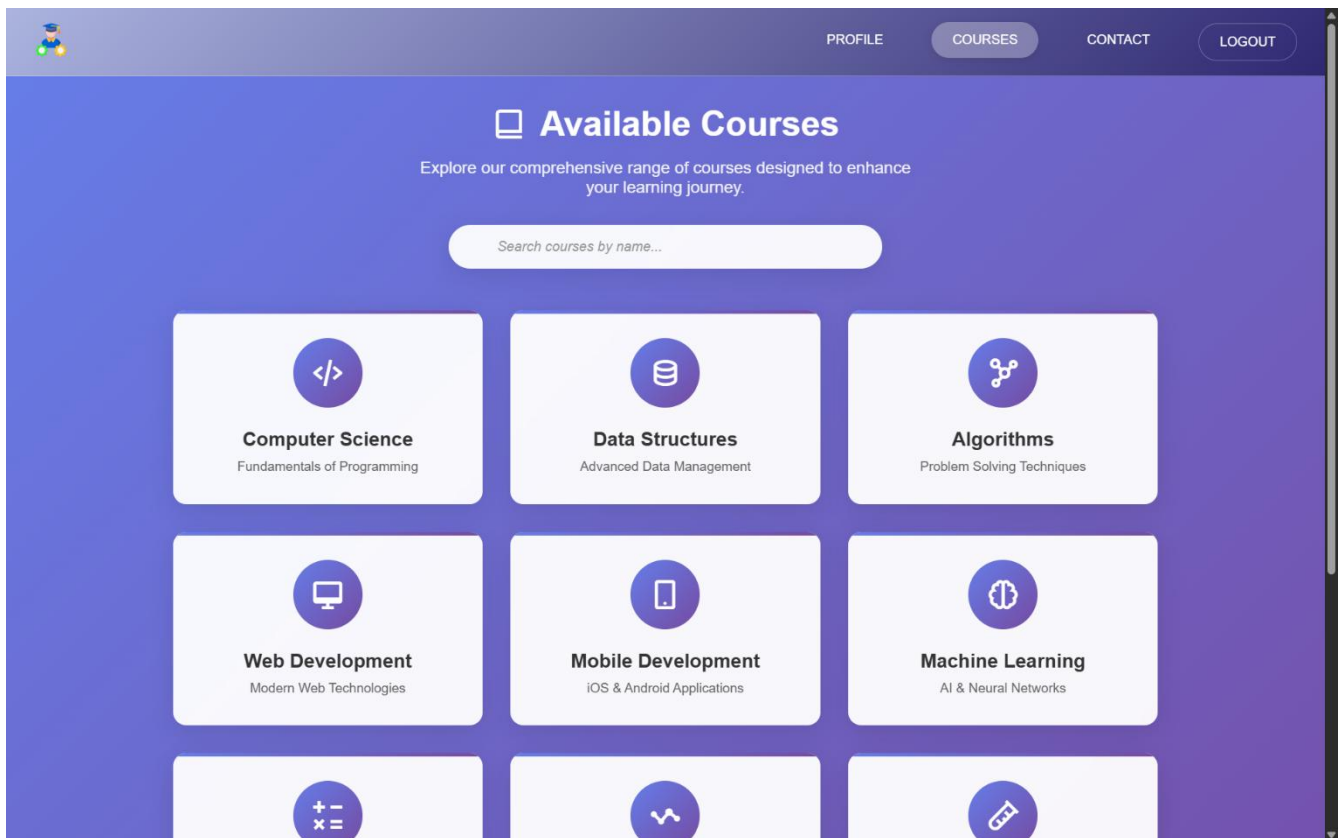 PROFILE
COURSES
CONTACT
LOGOUT
Available Courses
Explore our comprehensive range of courses designed to enhance
your learning journey.
Search courses by name...
Computer Science
Fundamentals of Programming
Data Structures
Advanced Data Management
Algorithms
Problem Solving Techniques
Web Development
Modern Web Technologies
Mobile Development
iOS & Android Applications
Machine Learning
AI & Neural Networks